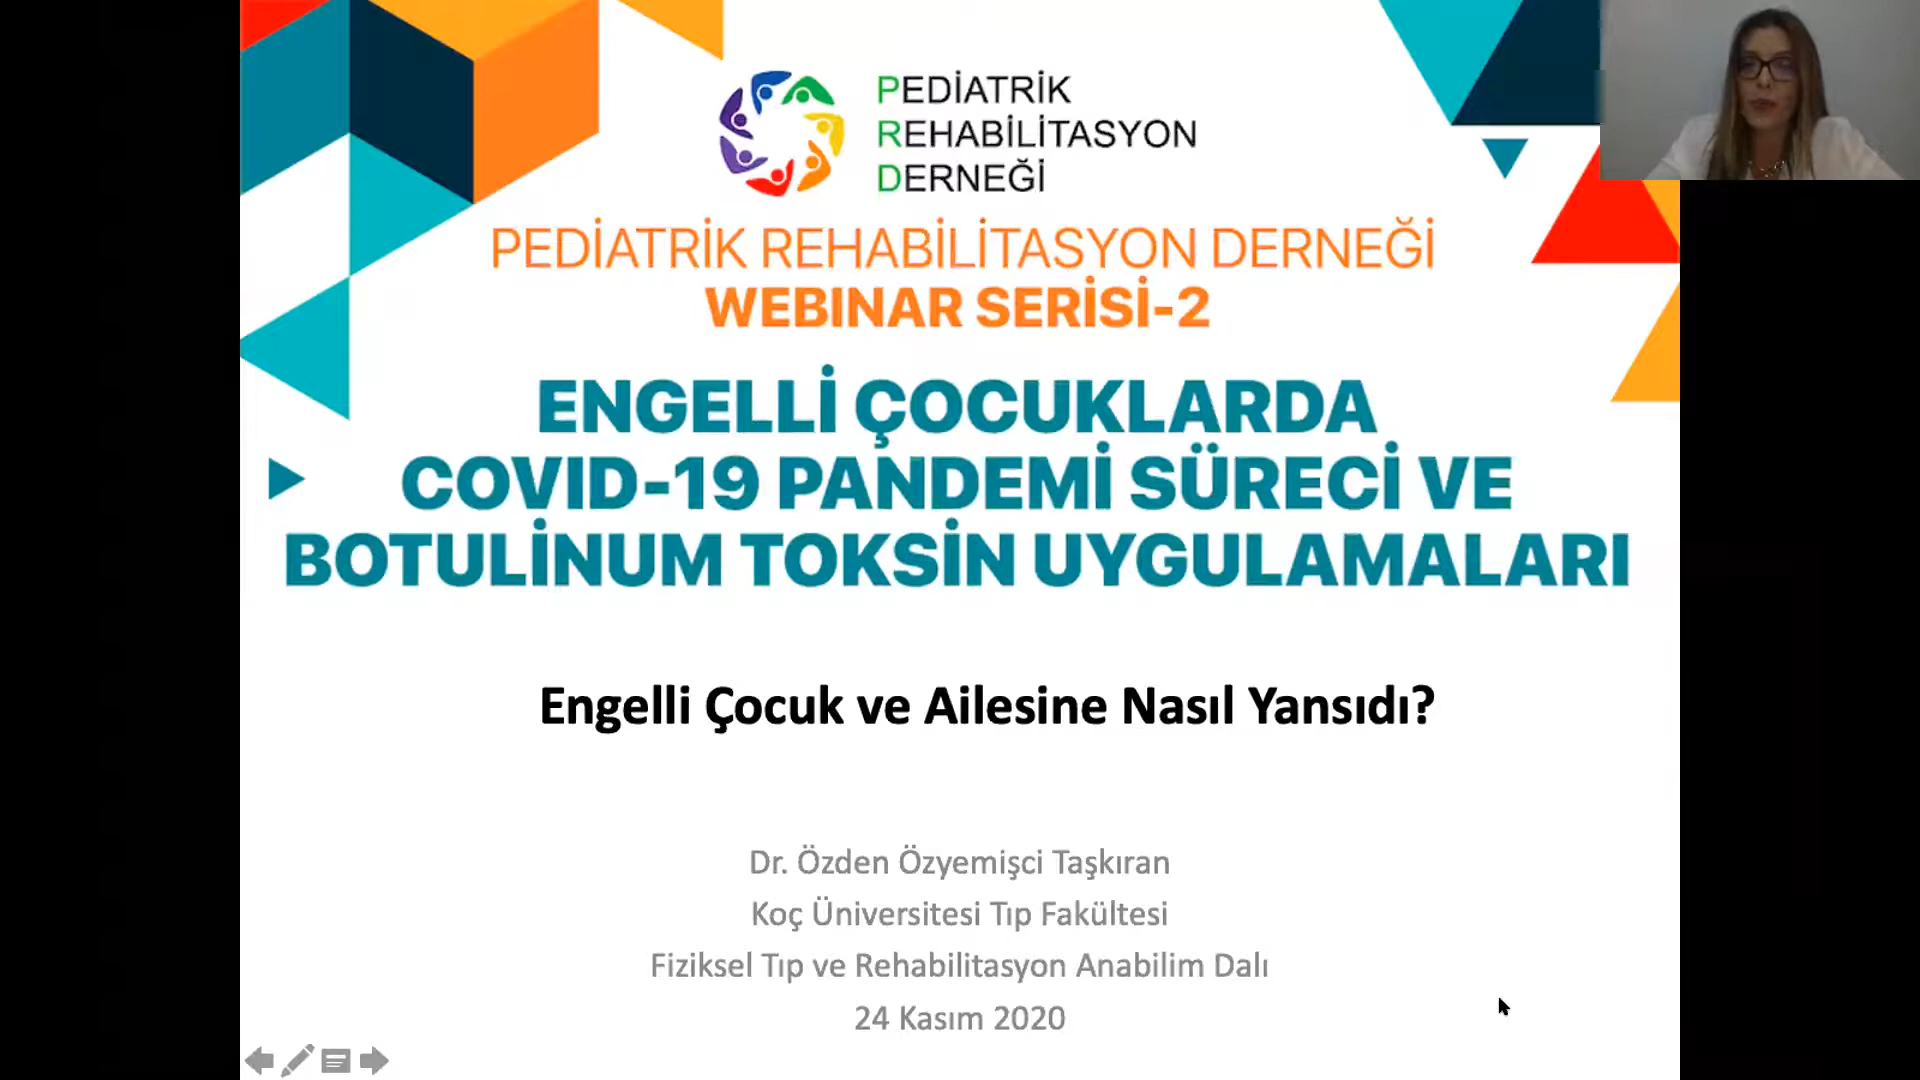 PEDİATRİK
REHABİLİTASYON
DERNEĞİ
PEDİATRİK REHABİLİTASYON DERNEĞİ
WEBINAR SERİSİ-2
ENGELLİ ÇOCUKLARDA
COVID-19 PANDEMİ SÜRECİ VE
BOTULİNUM TOKSİN UYGULAMALARI
Engelli Çocuk ve Ailesine Nasıl Yansıdı?
Dr. Özden Özyemişci Taşkıran
Koç Üniversitesi Tıp Fakültesi
Fiziksel Tıp ve Rehabilitasyon Anabilim Dalı
24 Kasım 2020